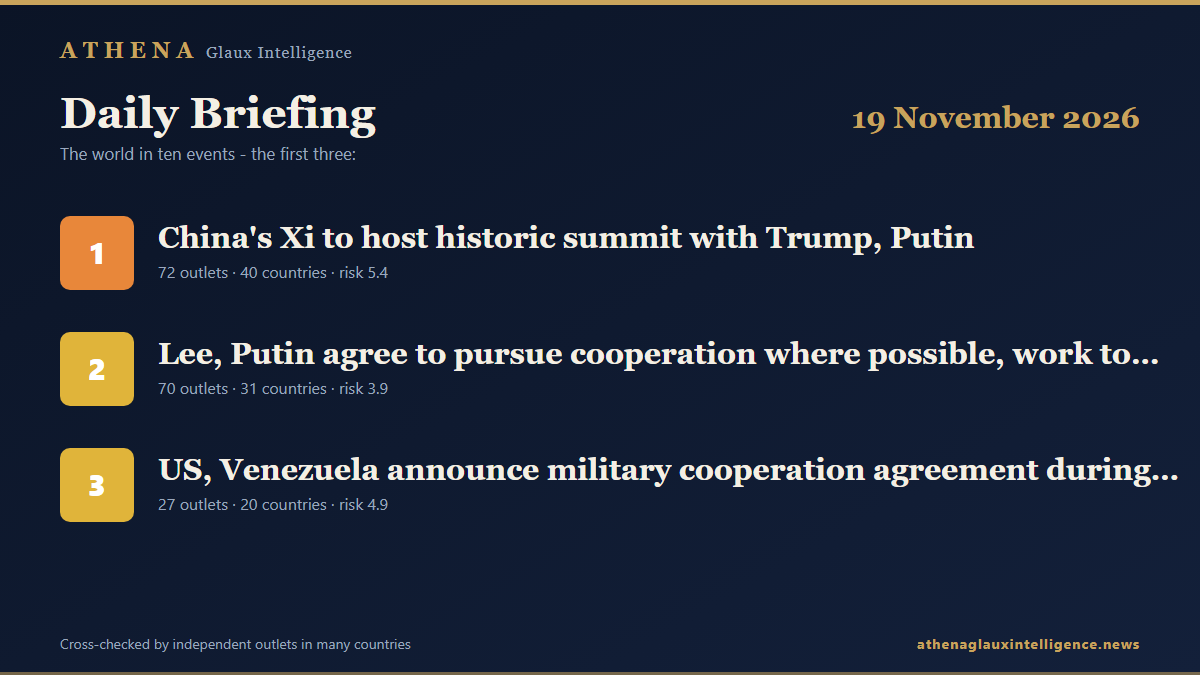 ATHENA Glaux Intelligence
Daily Briefing
19 November 2026
The world in ten events - the first three:
1
China's Xi to host historic summit with Trump, Putin
72 outlets · 40 countries · risk 5.4
2
Lee, Putin agree to pursue cooperation where possible, work to...
70 outlets · 31 countries · risk 3.9
3
US, Venezuela announce military cooperation agreement during...
27 outlets · 20 countries · risk 4.9
Cross-checked by independent outlets in many countries
athenaglauxintelligence.news